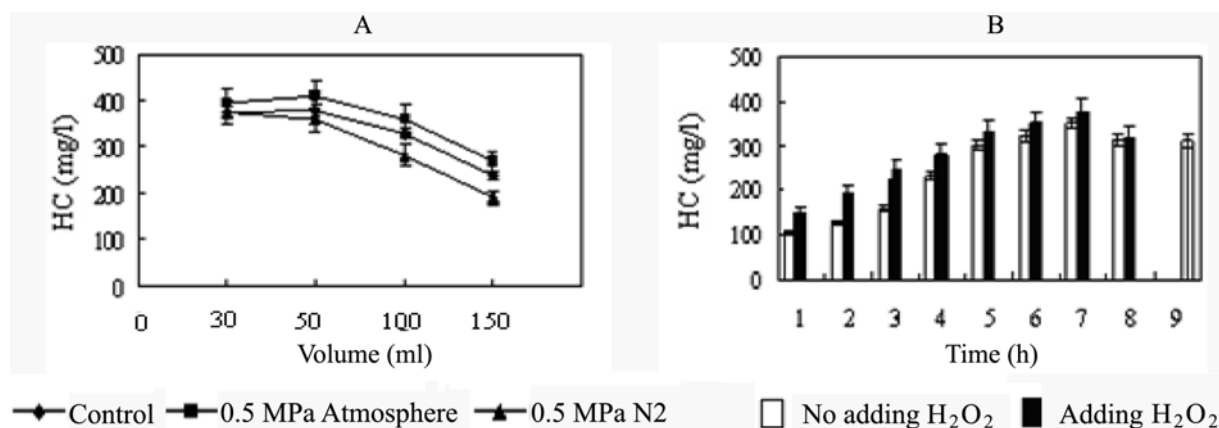 A
B
HC (mg/l)
500
400
300
200
100
0
0 30 50 100 150
Volume (ml)
HC (mg/l)
500
400
300
200
100
0
1 2 3 4 5 6 7 8 9
Time (h)
Control 0.5 MPa Atmosphere 0.5 MPa N2 No adding H₂O₂ Adding H₂O₂